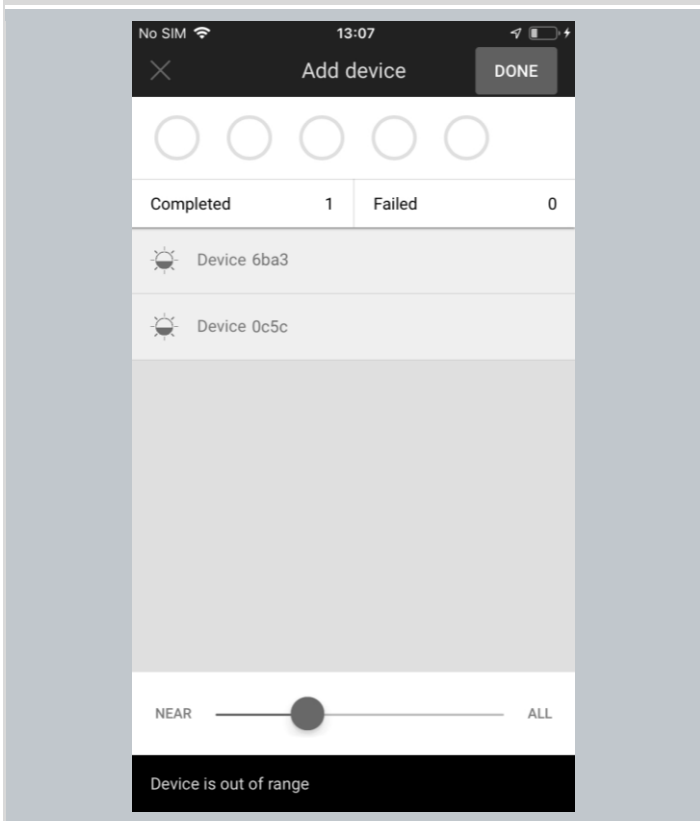 No SIM 13:07
Add device DONE
Completed 1 Failed 0
Device 6ba3
Device 0c5c
NEAR ALL
Device is out of range